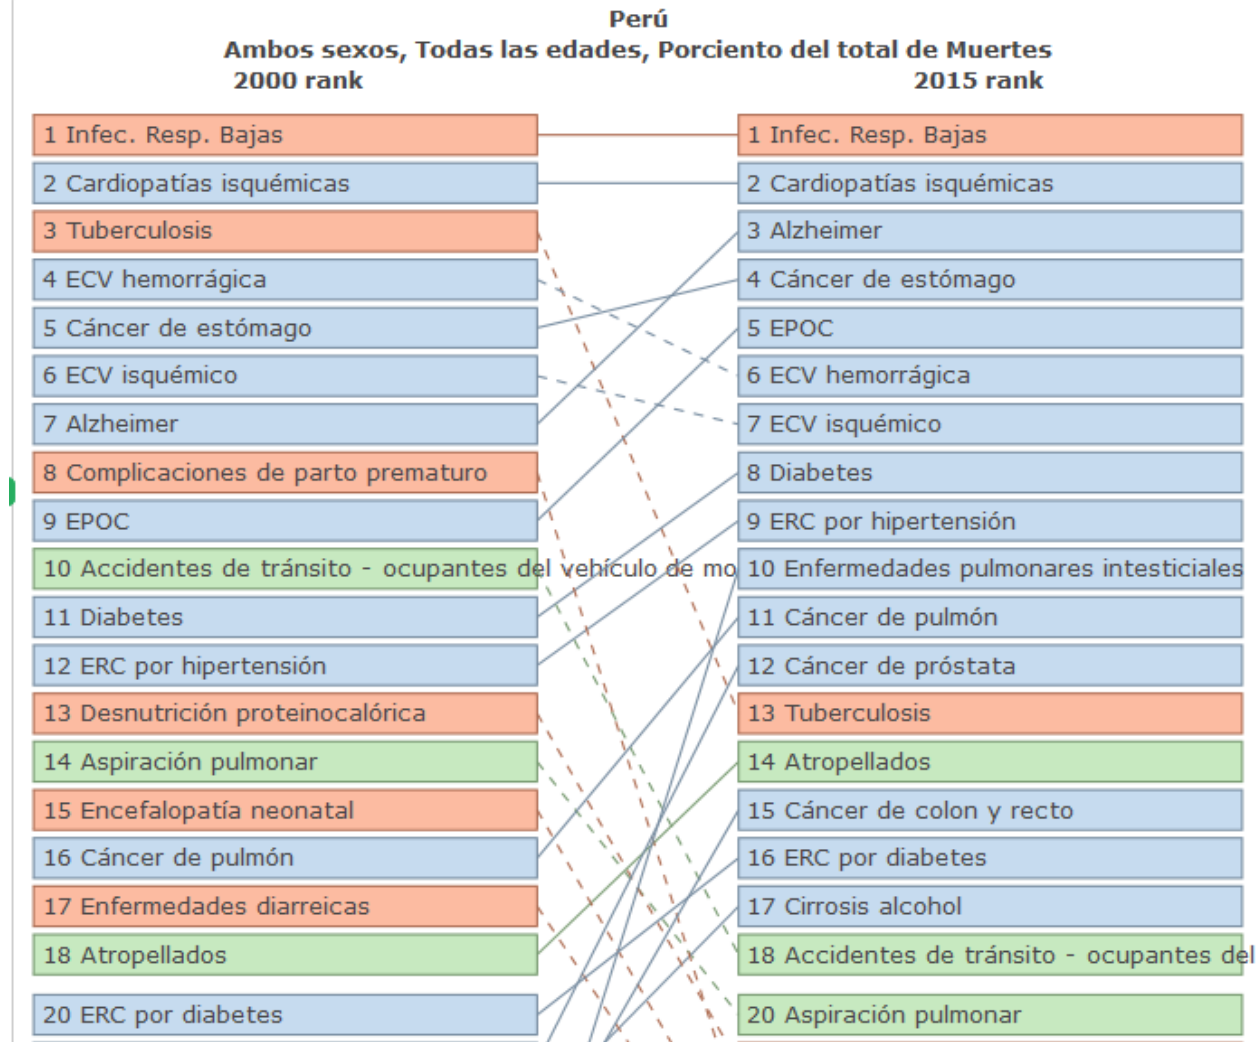 Perú
Ambos sexos, Todas las edades, Porciento del total de Muertes
2000 rank
2015 rank
1 Infec. Resp. Bajas
2 Cardiopatías isquémicas
3 Tuberculosis
4 ECV hemorrágica
5 Cáncer de estómago
6 ECV isquémico
7 Alzheimer
8 Complicaciones de parto prematuro
9 EPOC
10 Accidentes de tránsito - ocupantes del vehículo de mo
11 Diabetes
12 ERC por hipertensión
13 Desnutrición proteinocalórica
14 Aspiración pulmonar
15 Encefalopatía neonatal
16 Cáncer de pulmón
17 Enfermedades diarreicas
18 Atropellados
20 ERC por diabetes
1 Infec. Resp. Bajas
2 Cardiopatías isquémicas
3 Alzheimer
4 Cáncer de estómago
5 EPOC
6 ECV hemorrágica
7 ECV isquémico
8 Diabetes
9 ERC por hipertensión
10 Enfermedades pulmonares intesticiales
11 Cáncer de pulmón
12 Cáncer de próstata
13 Tuberculosis
14 Atropellados
15 Cáncer de colon y recto
16 ERC por diabetes
17 Cirrosis alcohol
18 Accidentes de tránsito - ocupantes del
20 Aspiración pulmonar